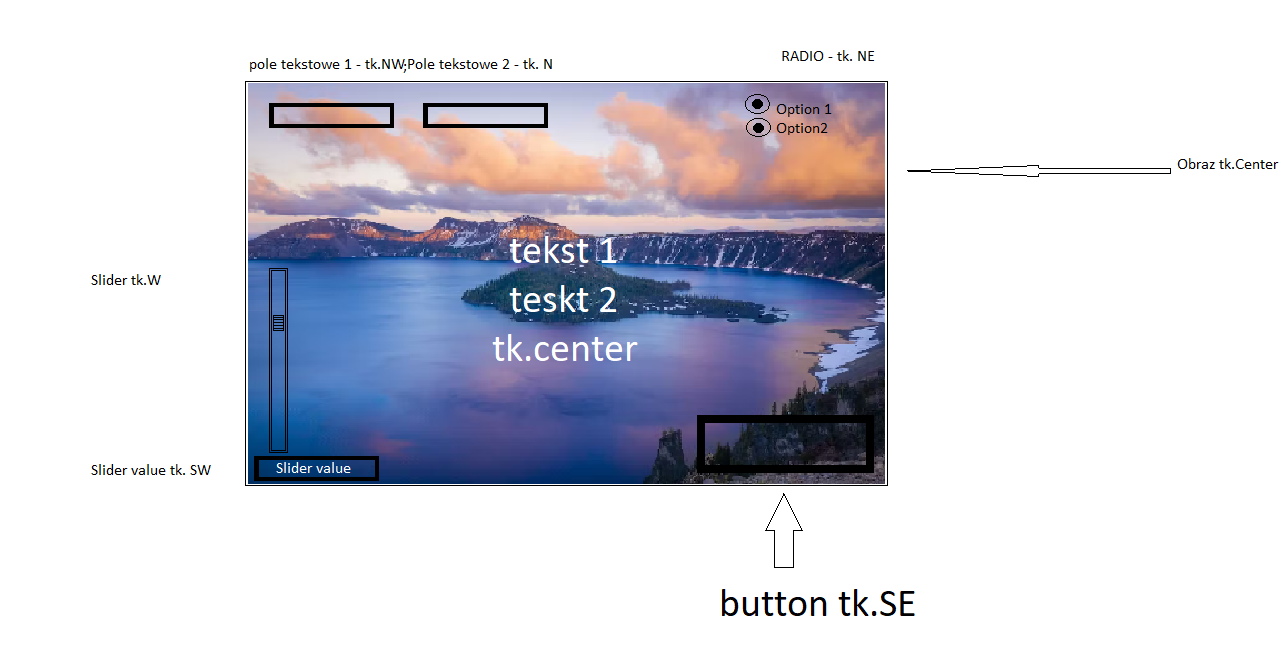 RADIO - tk. NE
pole tekstowe 1 - tk.NW;Pole tekstowe 2 - tk. N
Option 1
Option2
Obraz tk.Center
tekst 1
Slider tk.W
teskt 2
tk.center
Slider value
Slider value tk. SW
button tk.SE